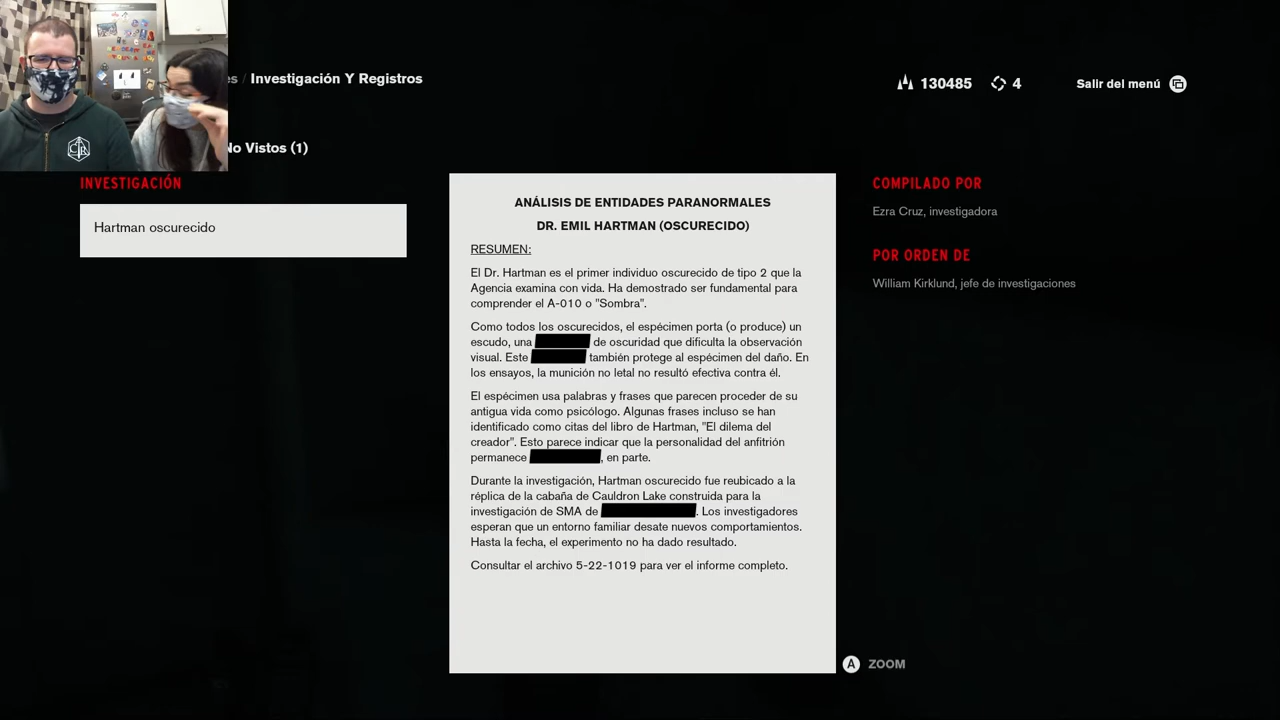 es / Investigación Y Registros
130485
4
Salir del menú
No Vistos (1)
INVESTIGACIÓN
Hartman oscurecido
ANÁLISIS DE ENTIDADES PARANORMALES
DR. EMIL HARTMAN (OSCURECIDO)
RESUMEN:
El Dr. Hartman es el primer individuo oscurecido de tipo 2 que la
Agencia examina con vida. Ha demostrado ser fundamental para
comprender el A-010 o "Sombra".
Como todos los oscurecidos, el espécimen porta (o produce) un
escudo, una de oscuridad que dificulta la observación
visual. Este también protege al espécimen del daño. En
los ensayos, la munición no letal no resultó efectiva contra él.
El espécimen usa palabras y frases que parecen proceder de su
antigua vida como psicólogo. Algunas frases incluso se han
identificado como citas del libro de Hartman, "El dilema del
creador". Esto parece indicar que la personalidad del anfitrión
permanece , en parte.
Durante la investigación, Hartman oscurecido fue reubicado a la
réplica de la cabaña de Cauldron Lake construida para la
investigación de SMA de . Los investigadores
esperan que un entorno familiar desate nuevos comportamientos.
Hasta la fecha, el experimento no ha dado resultado.
Consultar el archivo 5-22-1019 para ver el informe completo.
COMPILADO POR
Ezra Cruz, investigadora
POR ORDEN DE
William Kirklund, jefe de investigaciones
A ZOOM